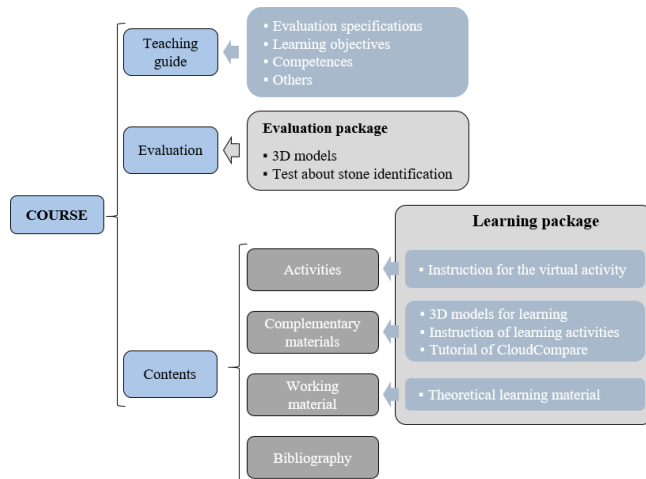 Teaching
guide
▪ Evaluation specifications
▪ Learning objectives
▪ Competences
▪ Others
Evaluation
Evaluation package
▪ 3D models
▪ Test about stone identification
COURSE
Learning package
Activities
▪ Instruction for the virtual activity
Complementary
materials
▪ 3D models for learning
▪ Instruction of learning activities
▪ Tutorial of CloudCompare
Contents
Working
material
▪ Theoretical learning material
Bibliography